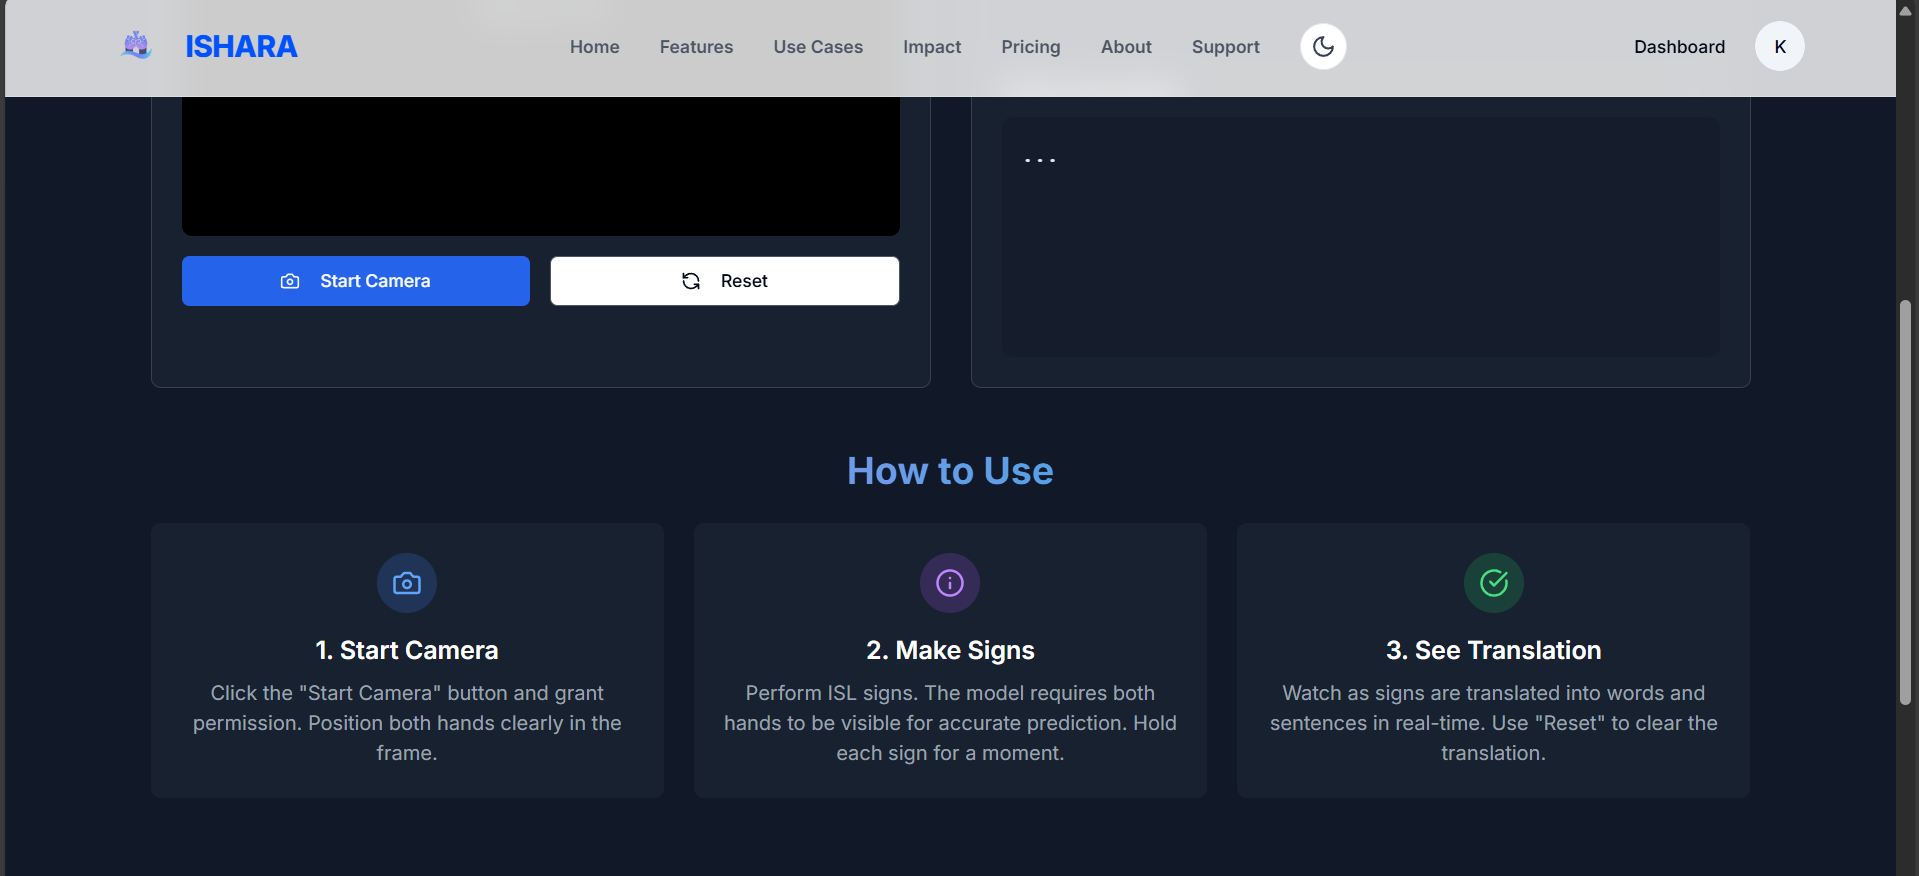 ISHARA
Home Features Use Cases Impact Pricing About Support
Dashboard K
...
Start Camera
Reset
How to Use
1. Start Camera
Click the "Start Camera" button and grant
permission. Position both hands clearly in the
frame.
2. Make Signs
Perform ISL signs. The model requires both
hands to be visible for accurate prediction. Hold
each sign for a moment.
3. See Translation
Watch as signs are translated into words and
sentences in real-time. Use "Reset" to clear the
translation.